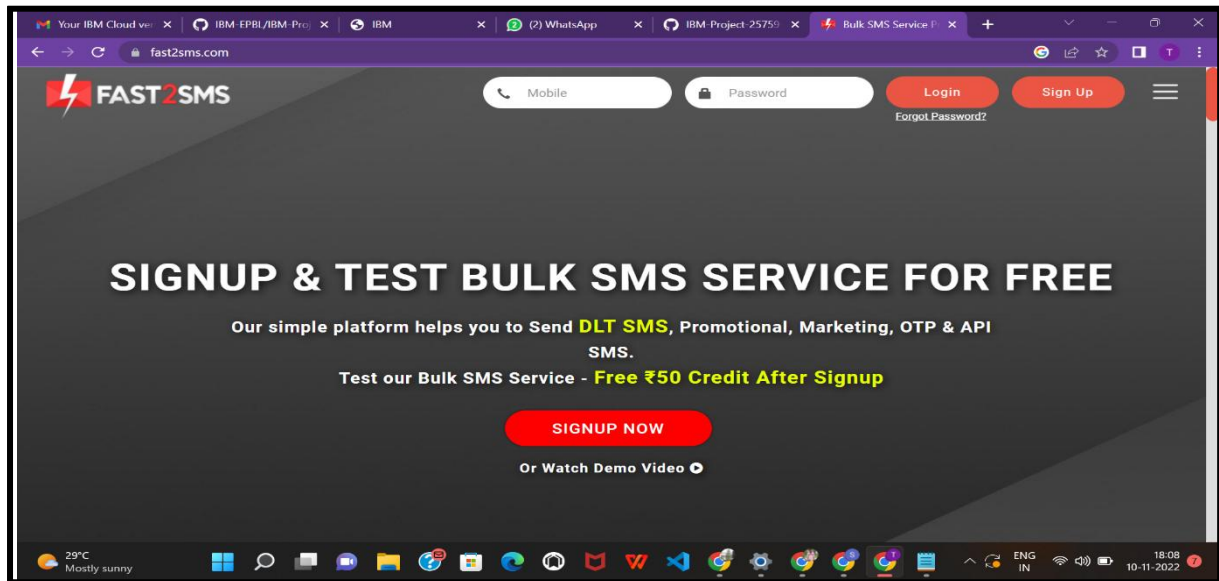 Your IBM Cloud ver
IBM-EPBL/IBM-Proj
IBM
(2) WhatsApp
IBM-Project-25759
Bulk SMS Service P
fast2sms.com
T
FAST2SMS
Mobile
Password
Login
Sign Up
Forgot Password?
SIGNUP & TEST BULK SMS SERVICE FOR FREE
Our simple platform helps you to Send DLT SMS, Promotional, Marketing, OTP & API
SMS.
Test our Bulk SMS Service - Free ₹50 Credit After Signup
SIGNUP NOW
Or Watch Demo Video
29°C
Mostly sunny
ENG
IN
18:08
10-11-2022
7